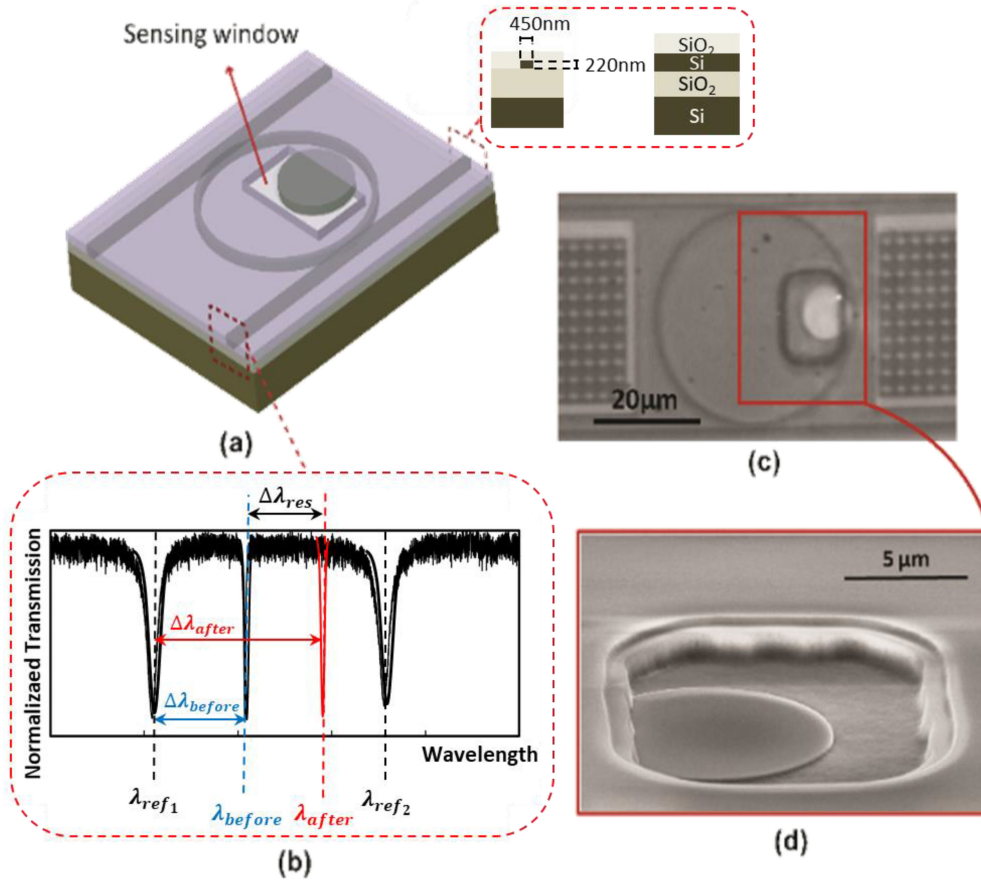 Sensing window
450nm
220nm
SiO₂
Si
SiO₂
Si
(a)
20μm
(c)
Δλres
Δλafter
Δλbefore
Normalizaed Transmission
Wavelength
λref1
λbefore
λafter
λref2
(b)
5 μm
(d)